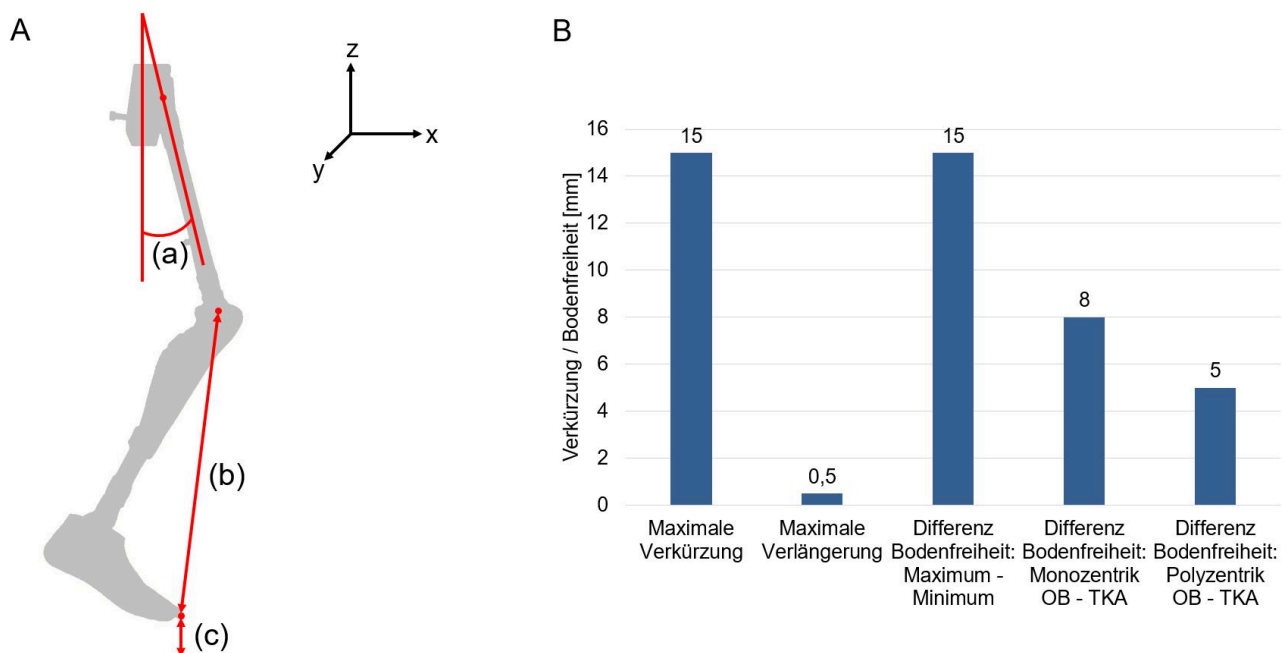 A
z
x
y
(a)
(b)
(c)
B
Verkürzung / Bodenfreiheit [mm]
16
14
12
10
8
6
4
2
0
15
0,5
15
8
5
Maximale
Verkürzung
Maximale
Verlängerung
Differenz
Bodenfreiheit:
Maximum -
Minimum
Differenz
Bodenfreiheit:
Monozentrik
OB - TKA
Differenz
Bodenfreiheit:
Polyzentrik
OB - TKA